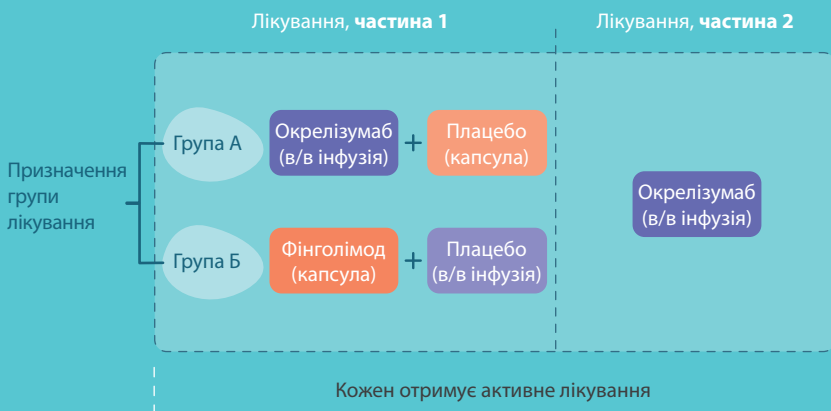 Лікування, частина 1
Лікування, частина 2
Призначення
групи
лікування
Група А
Окрелізумаб
(в/в інфузія)
+
Плацебо
(капсула)
Група Б
Фінголімод
(капсула)
+
Плацебо
(в/в інфузія)
Окрелізумаб
(в/в інфузія)
Кожен отримує активне лікування